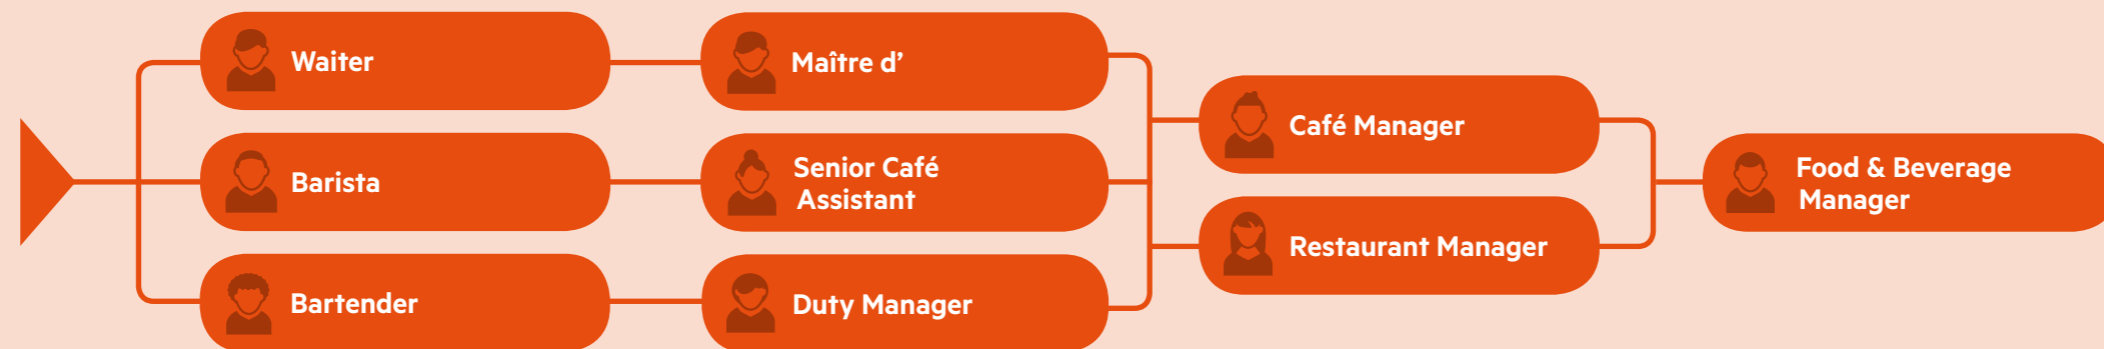 Waiter
Maître d’
Café Manager
Barista
Senior Café
Assistant
Food & Beverage
Manager
Restaurant Manager
Bartender
Duty Manager